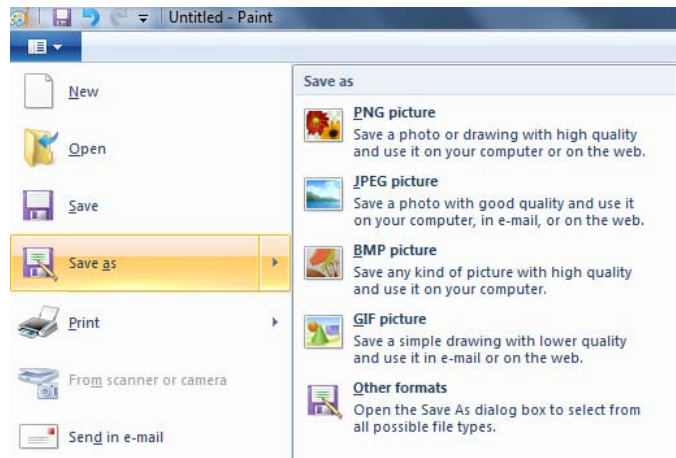 Untitled - Paint
New
Open
Save
Save as
Print
From scanner or camera
Send in e-mail
Save as
PNG picture
Save a photo or drawing with high quality
and use it on your computer or on the web.
JPEG picture
Save a photo with good quality and use it
on your computer, in e-mail, or on the web.
BMP picture
Save any kind of picture with high quality
and use it on your computer.
GIF picture
Save a simple drawing with lower quality
and use it in e-mail or on the web.
Other formats
Open the Save As dialog box to select from
all possible file types.